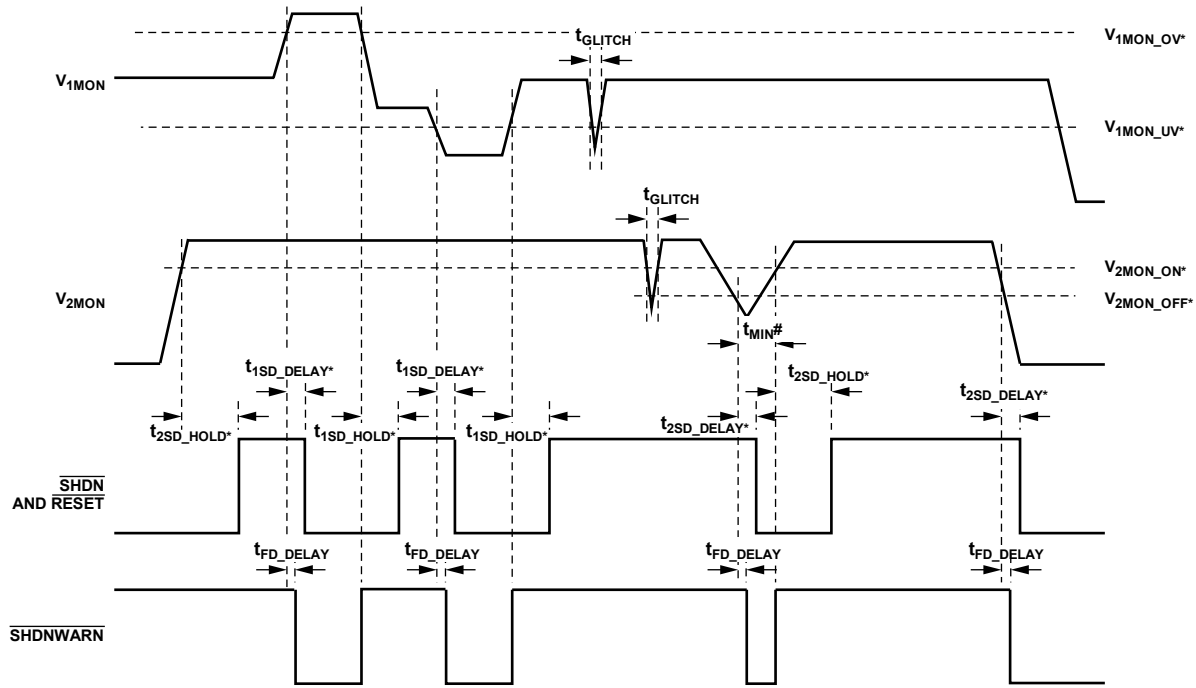 tGLITCH
V1MON_OV*
V1MON
V1MON_UV*
tGLITCH
V2MON_ON*
V2MON
V2MON_OFF*
tMIN#
t1SD_DELAY*
t1SD_DELAY*
t2SD_HOLD*
t2SD_DELAY*
t2SD_HOLD*
t1SD_HOLD*
t1SD_HOLD*
t2SD_DELAY*
SHDN
AND RESET
tFD_DELAY
tFD_DELAY
tFD_DELAY
tFD_DELAY
SHDNWARN